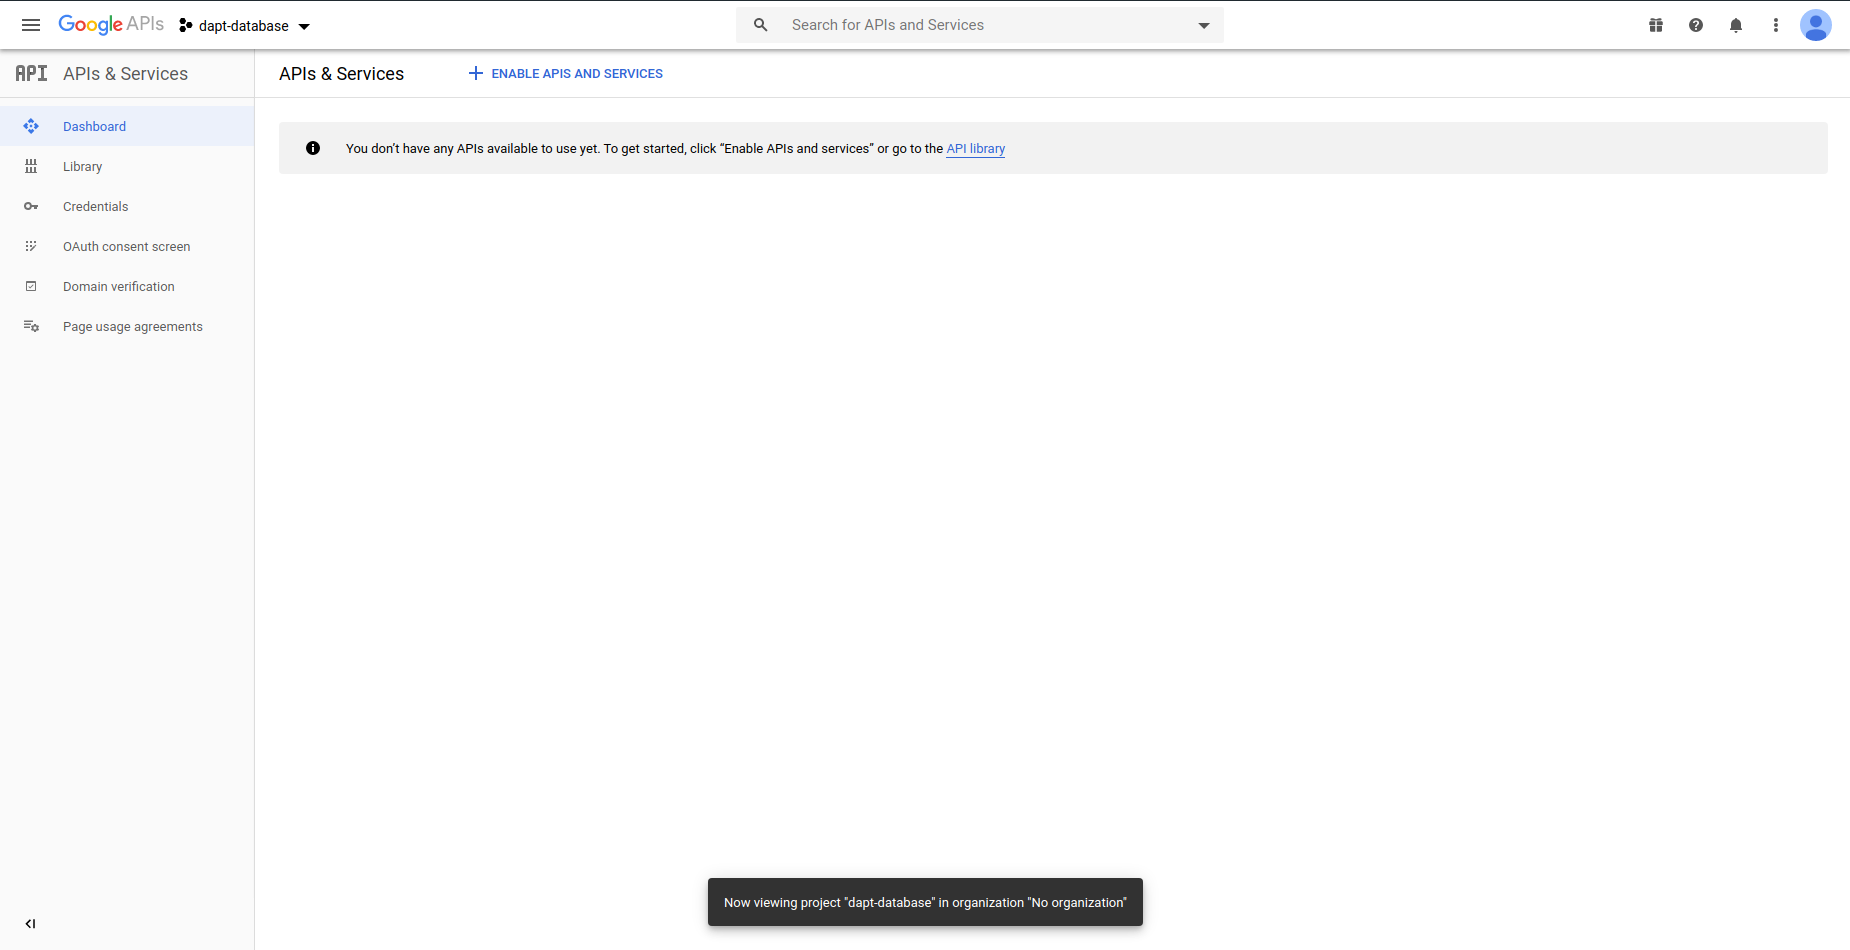 Google APIs
dapt-database
Search for APIs and Services
API
APIs & Services
APIs & Services
ENABLE APIS AND SERVICES
Dashboard
Library
Credentials
OAuth consent screen
Domain verification
Page usage agreements
You don’t have any APIs available to use yet. To get started, click “Enable APIs and services” or go to the API library
Now viewing project "dapt-database" in organization "No organization"